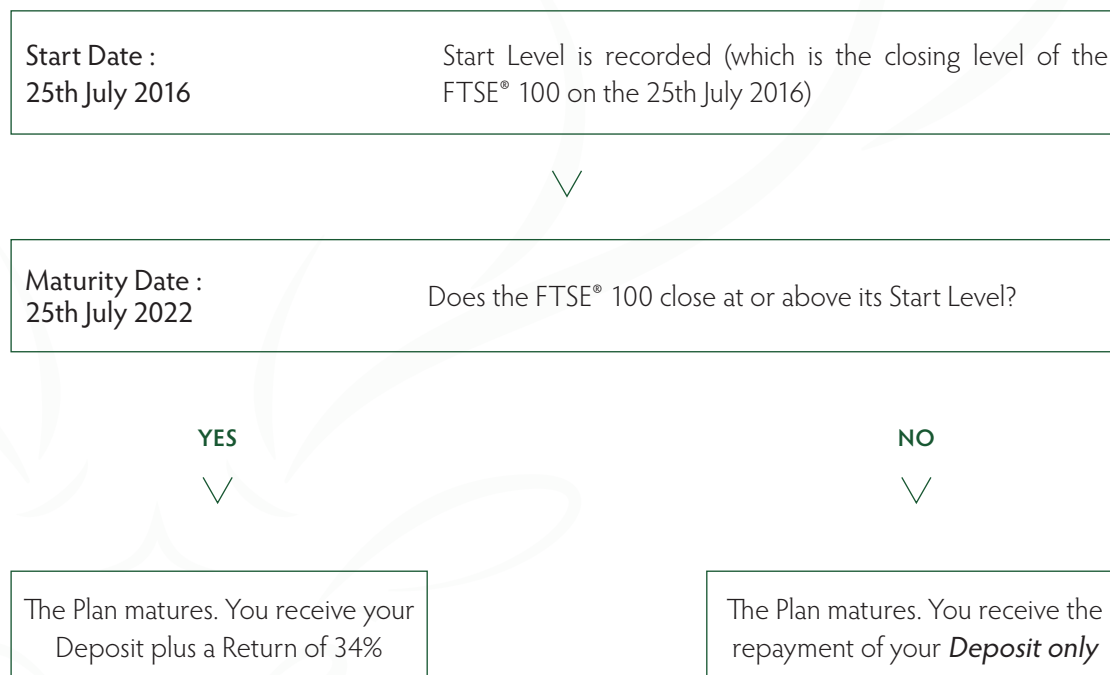 Start Date :
25th July 2016
Start Level is recorded (which is the closing level of the
FTSE® 100 on the 25th July 2016)
Maturity Date :
25th July 2022
Does the FTSE® 100 close at or above its Start Level?
YES
NO
The Plan matures. You receive your
Deposit plus a Return of 34%
The Plan matures. You receive the
repayment of your Deposit only